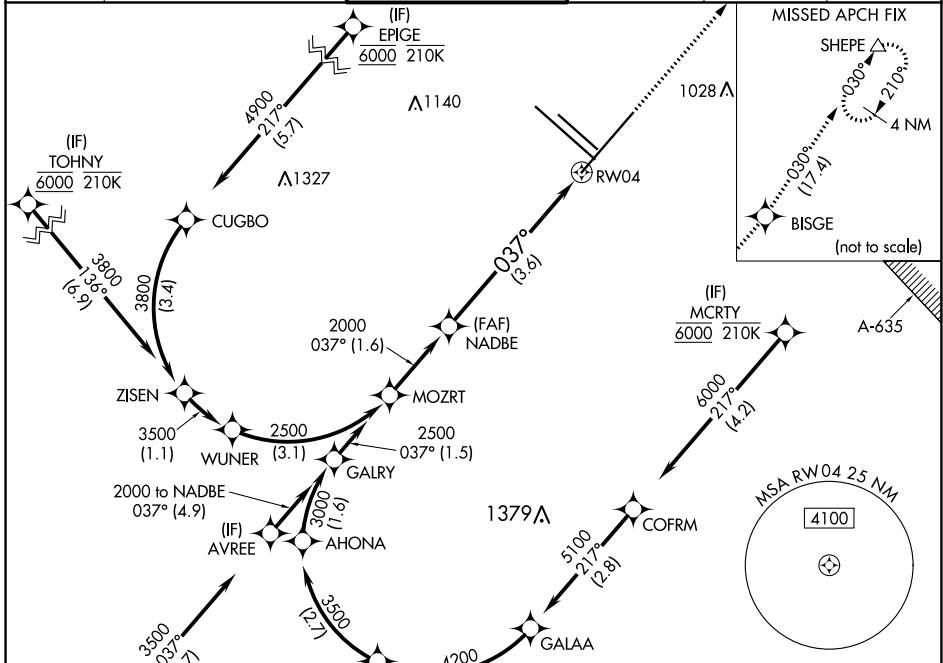 (IF)
EPIGE
6000 210K
MISSED APCH FIX
SHEPE
030°
210°
4 NM
030°
(17.4)
BISGE
(not to scale)
1140
1028
4900
217°
(5.7)
(IF)
TOHNY
6000 210K
1327
RW04
CUGBO
3800
136°
(6.9)
3800
(3.4)
037°
(3.6)
(IF)
MCRTY
6000 210K
A-635
2000
037° (1.6)
(FAF)
NADBE
ZISEN
MOZRT
6000
217°
(4.2)
3500
(1.1)
WUNER
2500
(3.1)
2500
037° (1.5)
GALRY
2000 to NADBE
037° (4.9)
3000
(1.6)
MSA RW04 25 NM
4100
1379
COFRM
(IF)
AVREE
AHONA
5100
217°
(2.8)
3500
(2.7)
GALAA
3500
037°
4200